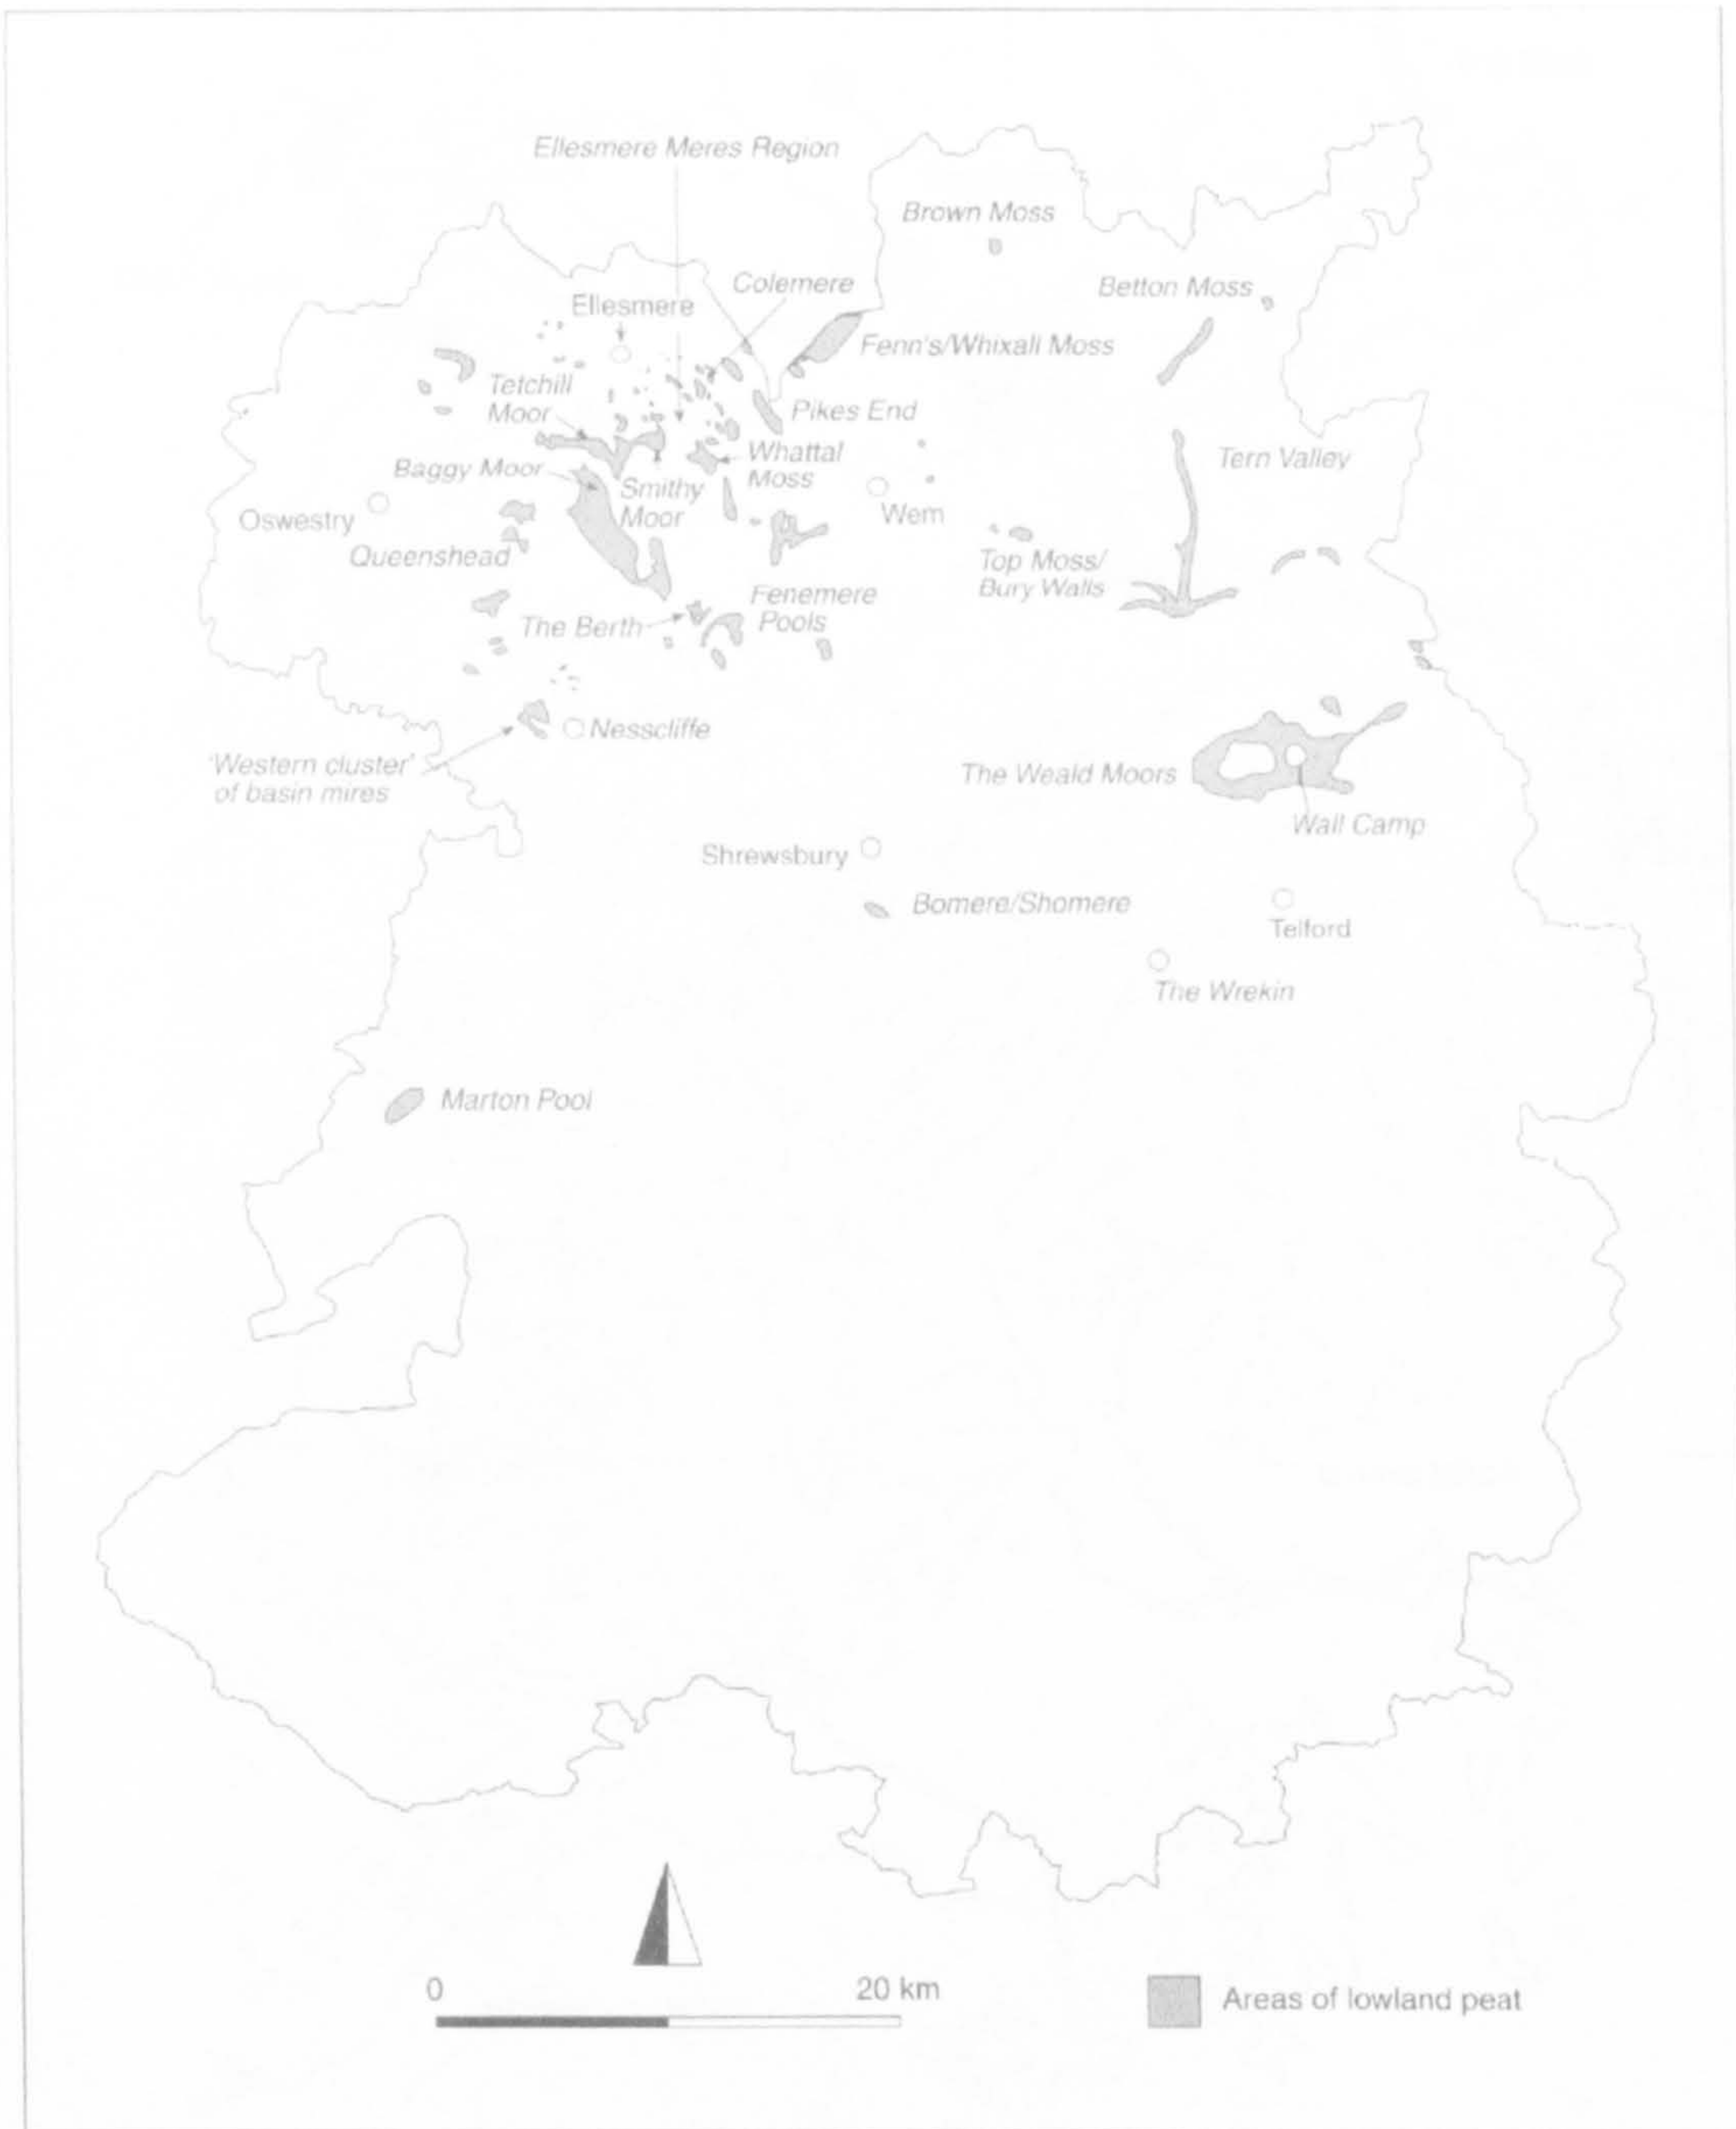 Ellesmere Meres Region
Brown Moss
Colemere
Betton Moss
Ellesmere
Fenn's/Whixall Moss
Tetchill
Moor
Pikes End
Whattal
Moss
Tern Valley
Baggy Moor
Smithy
Moor
Oswestry
Wem
Queenshead
Top Moss/
Bury Walls
Fenemere
Pools
The Berth
Nesscliffe
'Western cluster'
of basin mires
The Weald Moors
Wall Camp
Shrewsbury
Bomere/Shomere
Telford
The Wrekin
Marton Pool
0
20 km
Areas of lowland peat